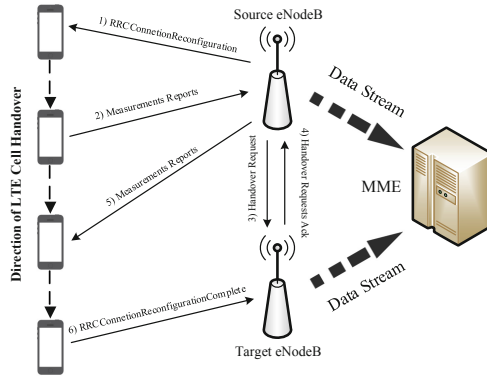 Source eNodeB
1) RRCConnetionReconfiguration
2) Measurements Reports
Data Stream
Direction of LTE Cell Handover
3) Handover Request
4) Handover Requests Ack
MME
5) Measurements Reports
Data Stream
6) RRCConnetionReconfigurationComplete
Target eNodeB